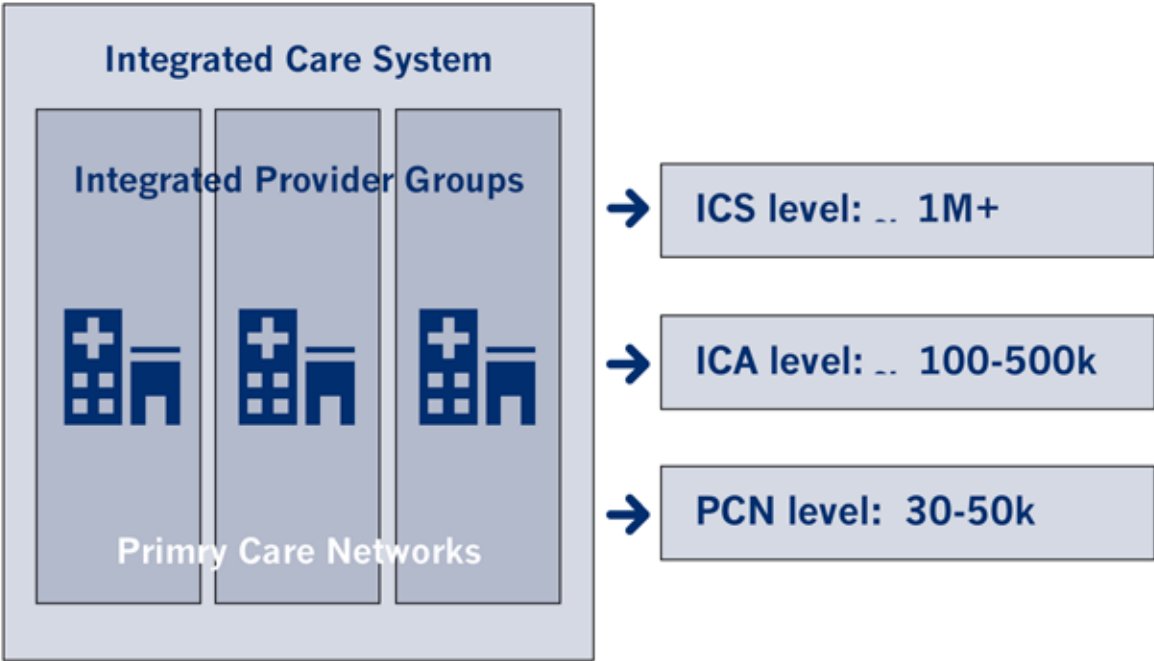 Integrated Care System
Integrated Provider Groups
Primry Care Networks
ICS level: 1M+
ICA level: 100-500k
PCN level: 30-50k